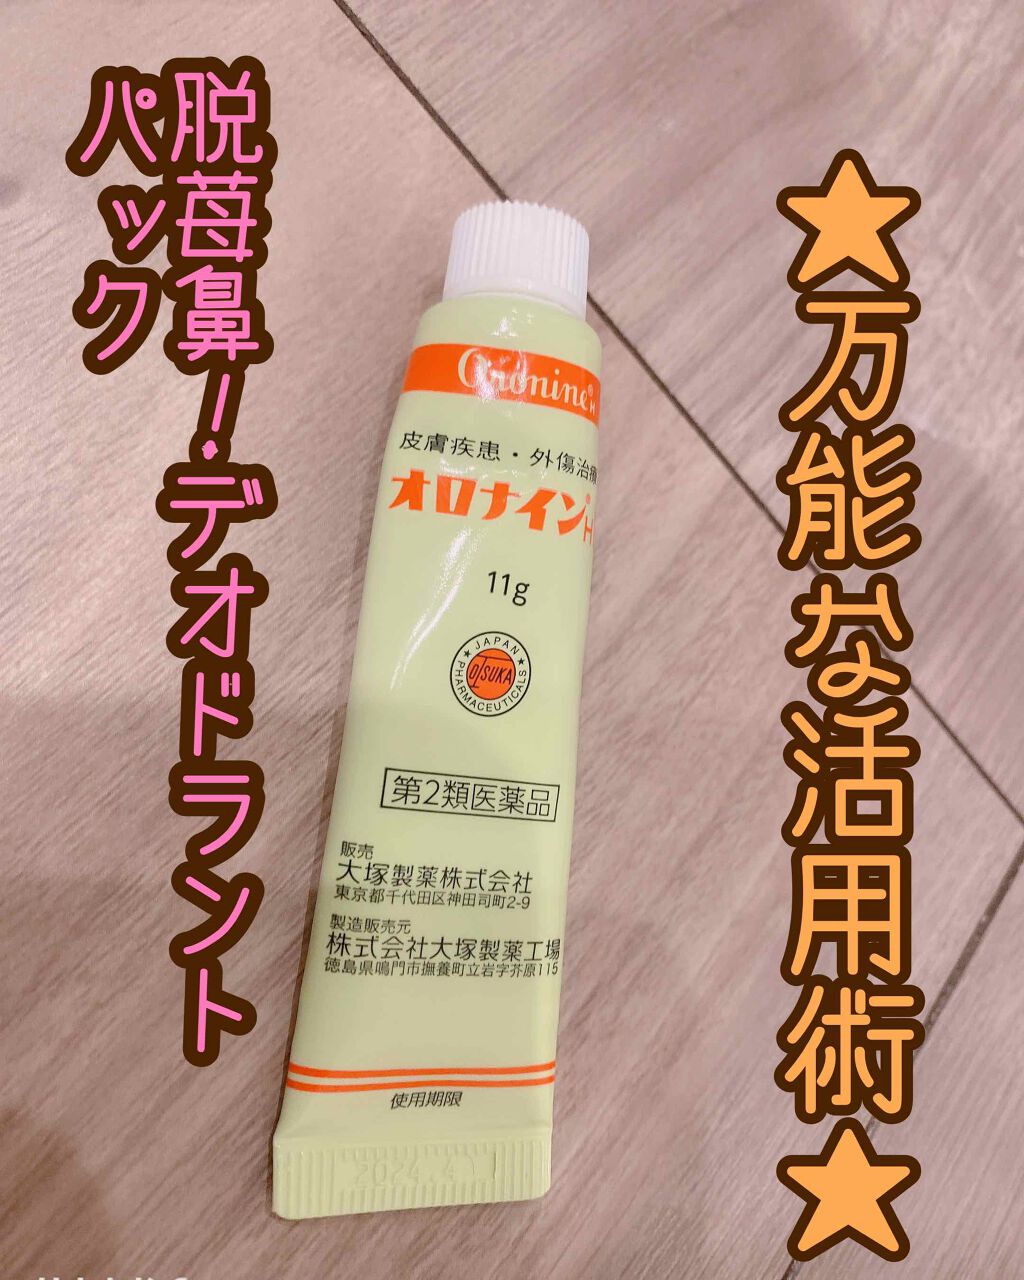 ★万能な活用術★
脱苺鼻!デオドラント
パック
Oronine® H
皮膚疾患・外傷治療
オロナイン®H
11g
JAPAN
OTSUKA
★PHARMACEUTICALS★
第2類医薬品
販売
大塚製薬株式会社
東京都千代田区神田司町2-9
製造販売元
株式会社大塚製薬工場
徳島県鳴門市撫養町立岩字芥原115
使用期限
2024.4